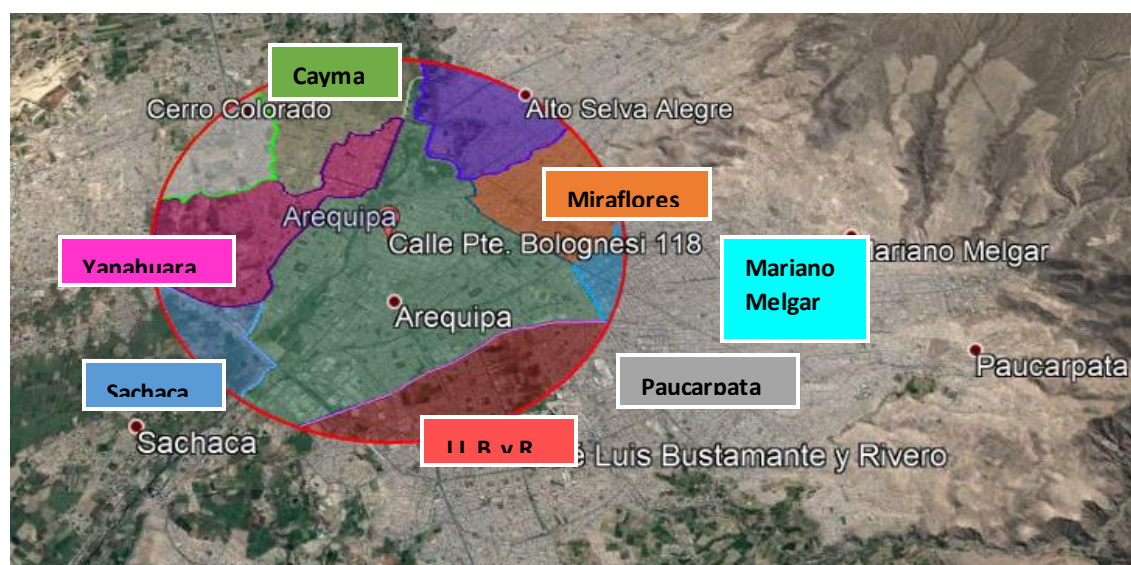 Cayma
Cerro Colorado
Alto Selva Alegre
Miraflores
Arequipa
Calle Pte. Bolognesi 118
Yanahuara
Mariano
Melgar
Mariano Melgar
Arequipa
Paucarpata
Sachaca
Paucarpata
Sachaca
Luis Bustamante y Rivero